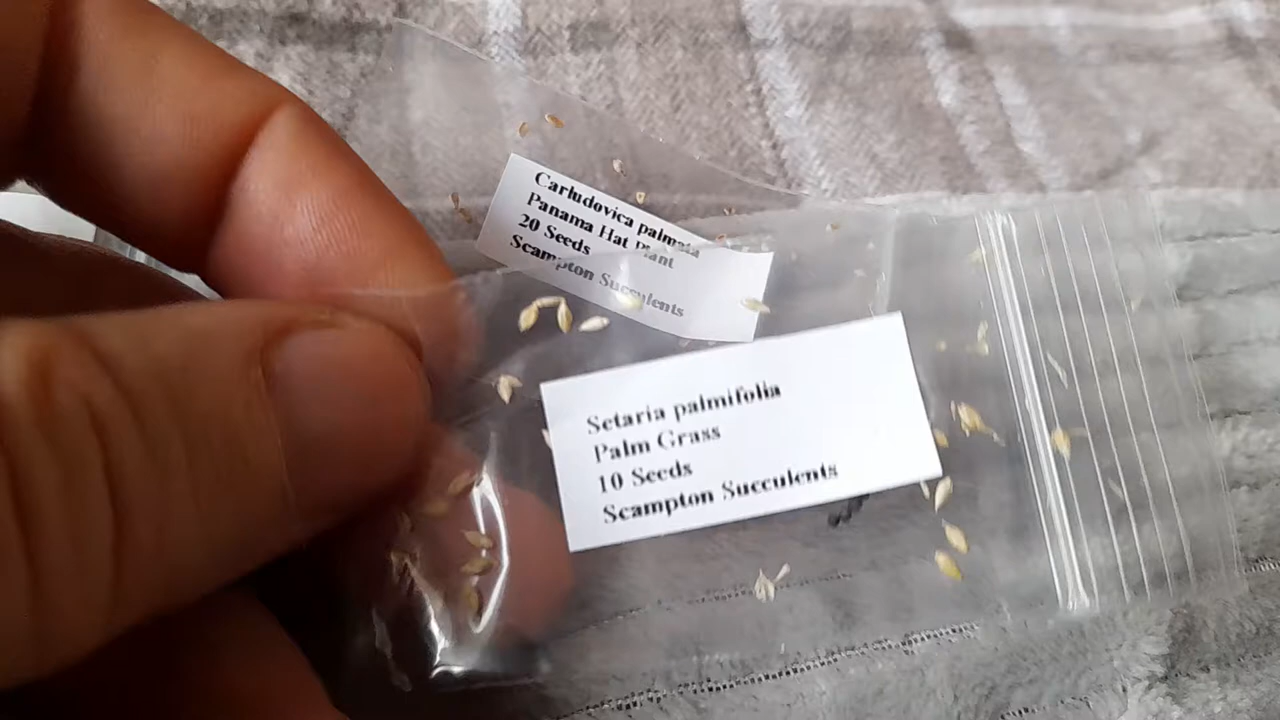 Carludovica palmata
Panama Hat Plant
20 Seeds
Scampton Succulents
Setaria palmifolia
Palm Grass
10 Seeds
Scampton Succulents